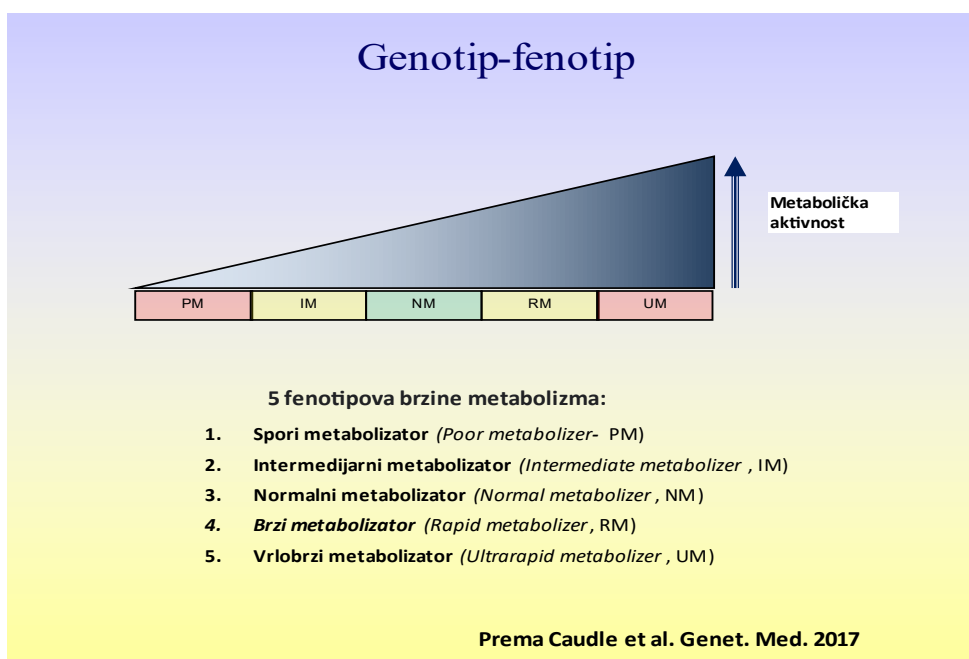 Genotip-fenotip
Metabolička
aktivnost
PM IM NM RM UM
5 fenotipova brzine metabolizma:
1. Spori metabolizator (Poor metabolizer- PM)
2. Intermedijarni metabolizator (Intermediate metabolizer , IM)
3. Normalni metabolizator (Normal metabolizer , NM)
4. Brzi metabolizator (Rapid metabolizer , RM)
5. Vrlobrzi metabolizator (Ultrarapid metabolizer , UM)
Prema Caudle et al. Genet. Med. 2017